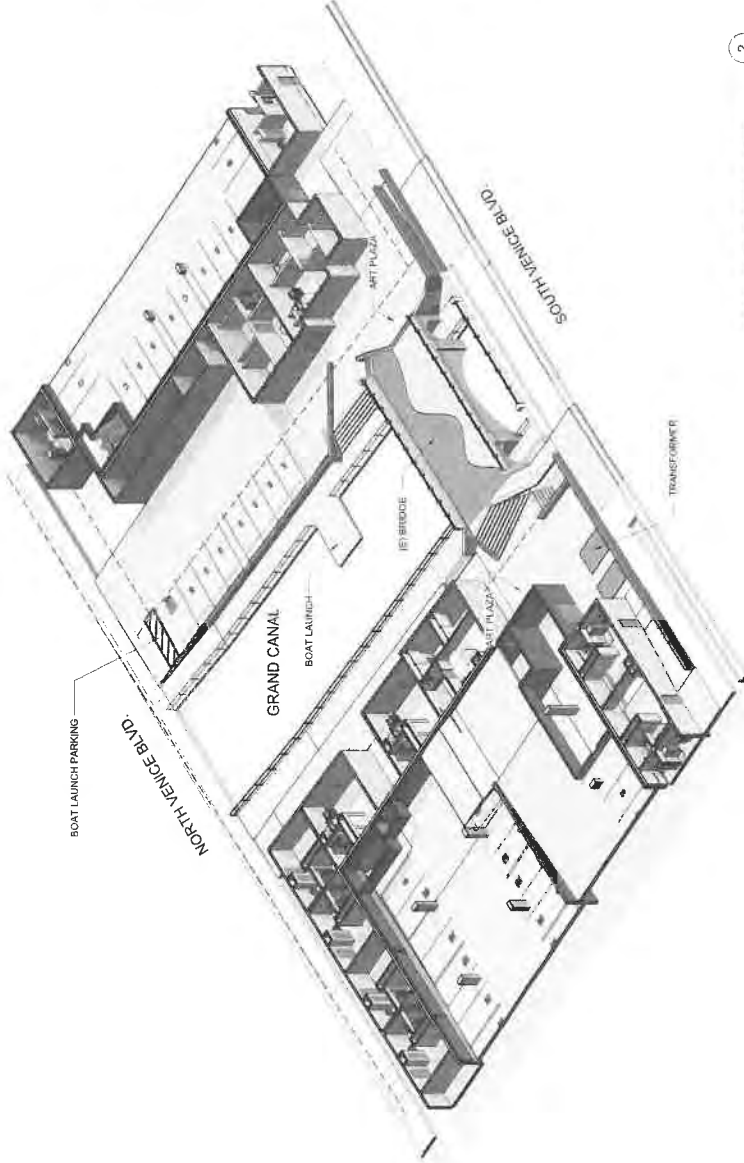 BOAT LAUNCH PARKING
NORTH VENICE BLVD.
GRAND CANAL
BOAT LAUNCH
(E) BRIDGE
ART PLAZA
SOUTH VENICE BLVD.
ART PLAZA
TRANSFORMER
2